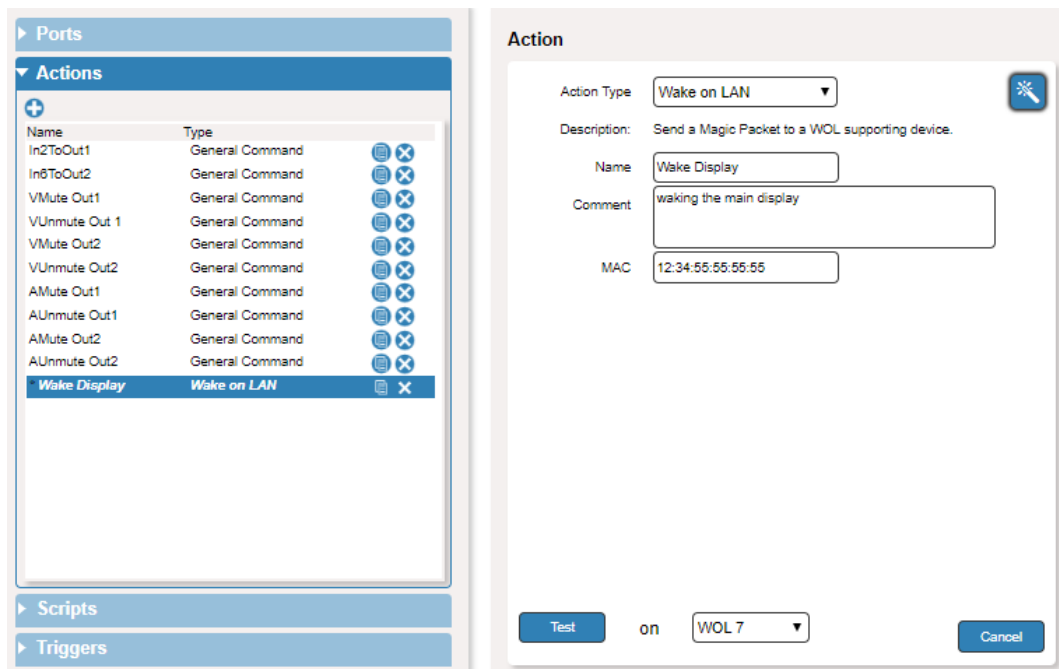 Ports
Actions
Name Type
In2ToOut1 General Command
In6ToOut2 General Command
VMute Out1 General Command
VUnmute Out 1 General Command
VMute Out2 General Command
VUnmute Out2 General Command
AMute Out1 General Command
AUnmute Out1 General Command
AMute Out2 General Command
AUnmute Out2 General Command
* Wake Display Wake on LAN
Scripts
Triggers
Action
Action Type Wake on LAN
Description: Send a Magic Packet to a WOL supporting device.
Name Wake Display
Comment waking the main display
MAC 12:34:55:55:55:55
Test on WOL 7
Cancel